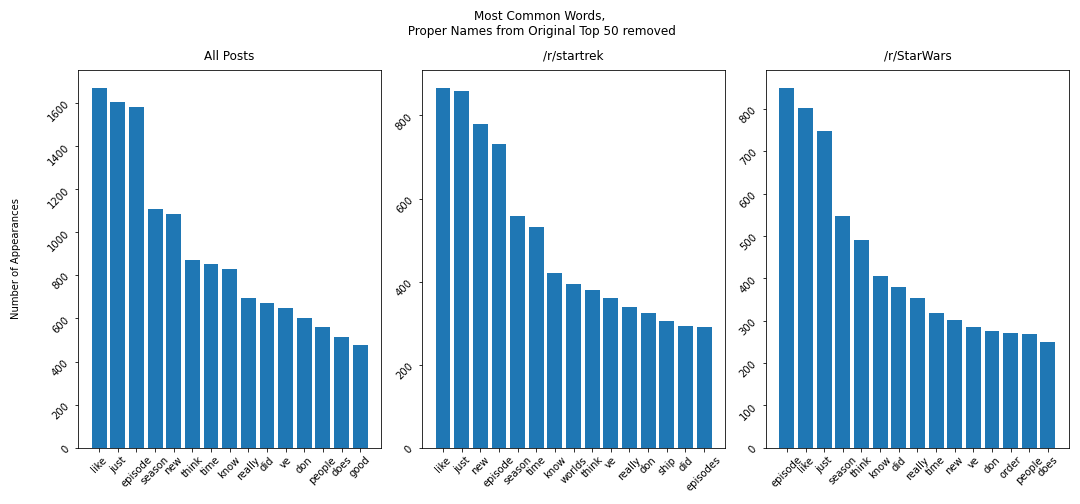 Most Common Words,
Proper Names from Original Top 50 removed
All Posts
/r/startrek
/r/StarWars
Number of Appearances
1600
1400
1200
1000
800
600
400
200
0
like
just
episode
season
new
think
time
know
really
did
ve
don
people
does
good
800
600
400
200
0
like
just
new
episode
season
time
know
worlds
think
ve
really
don
ship
did
episodes
800
700
600
500
400
300
200
100
0
episode
like
just
season
think
know
did
really
time
new
ve
don
order
people
does